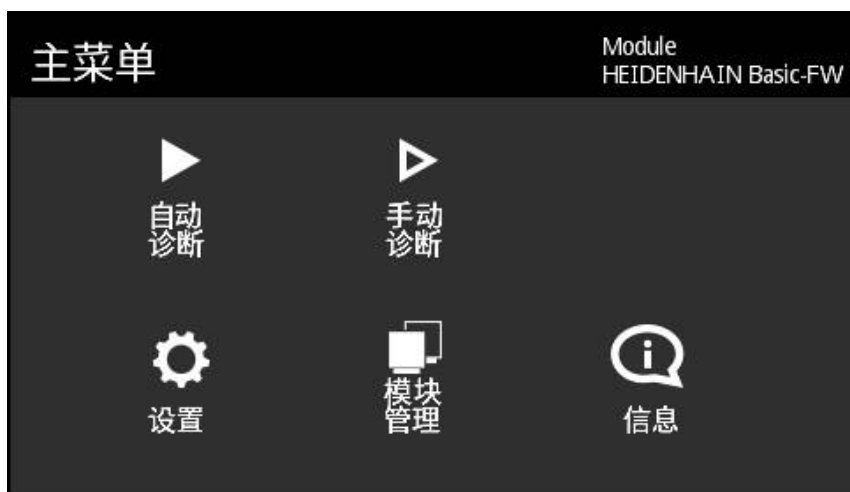 主菜单
Module
HEIDENHAIN Basic-FW
自动
诊断
手动
诊断
设置
模块
管理
信息